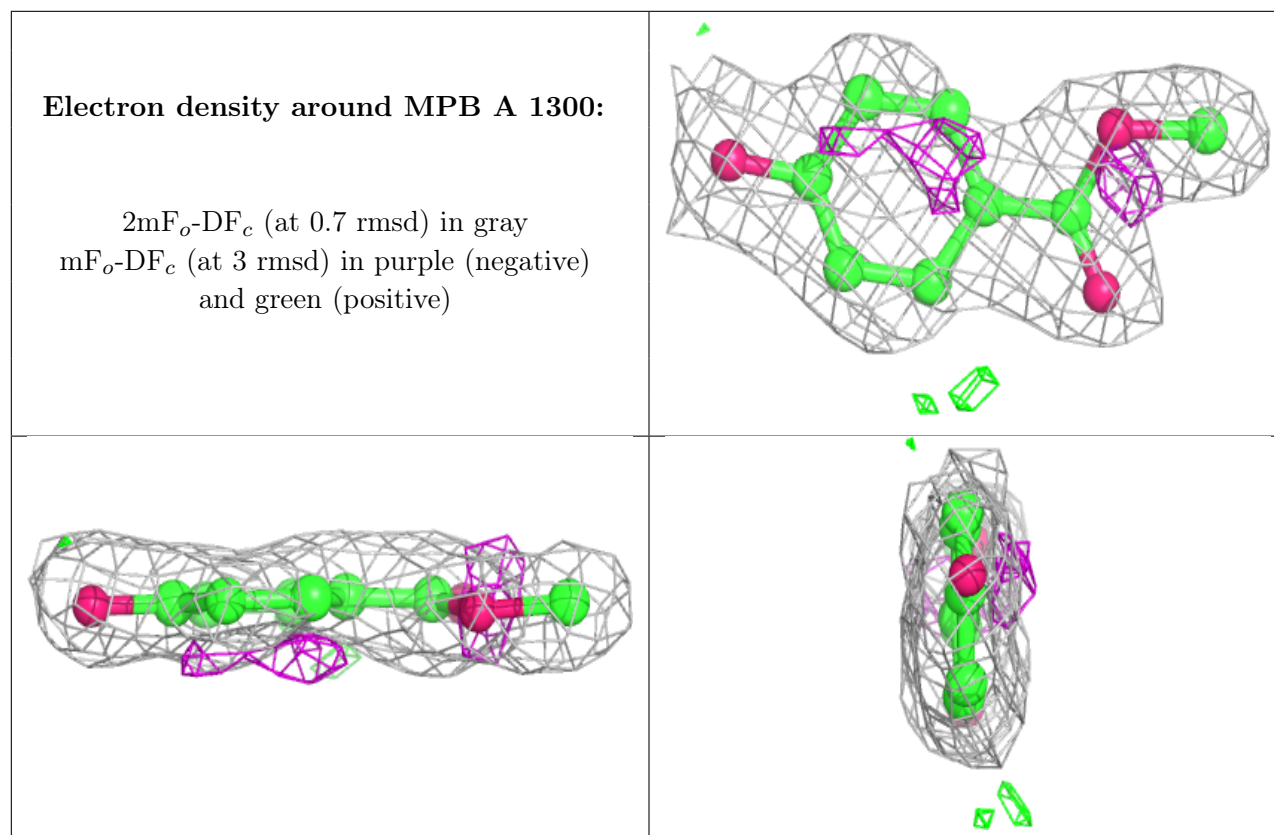 Electron density around MPB A 1300:
2mFₒ-DF𝒸 (at 0.7 rmsd) in gray
mFₒ-DF𝒸 (at 3 rmsd) in purple (negative)
and green (positive)